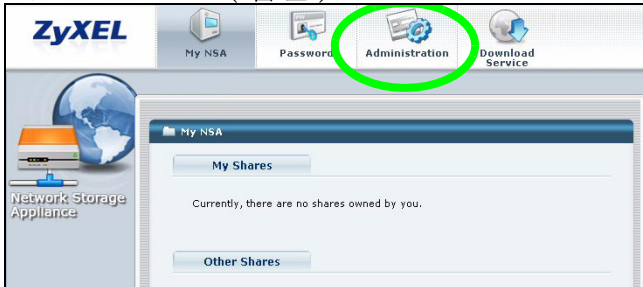 ZyXEL
My NSA
Password
Administration
Download
Service
My NSA
My Shares
Network Storage
Appliance
Currently, there are no shares owned by you.
Other Shares